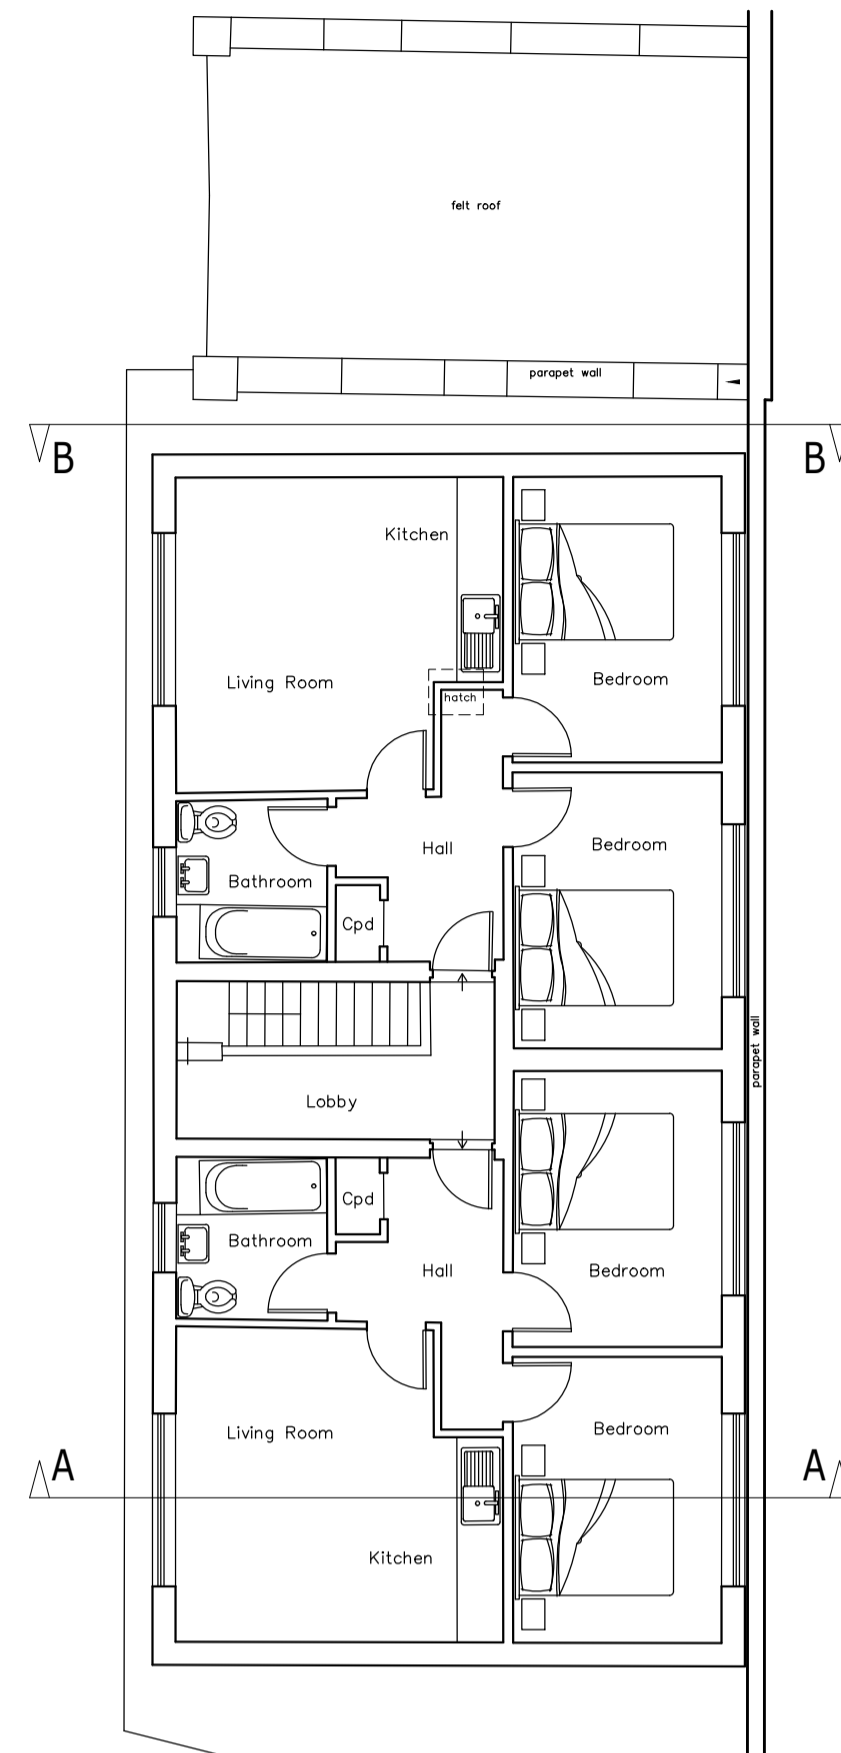 felt roof
parapet wall
B
B
Kitchen
Living Room
Bedroom
hatch
Hall
Bedroom
Bathroom
Cpd
parapet wall
Lobby
Cpd
Bathroom
Hall
Bedroom
Living Room
Bedroom
A
A
Kitchen